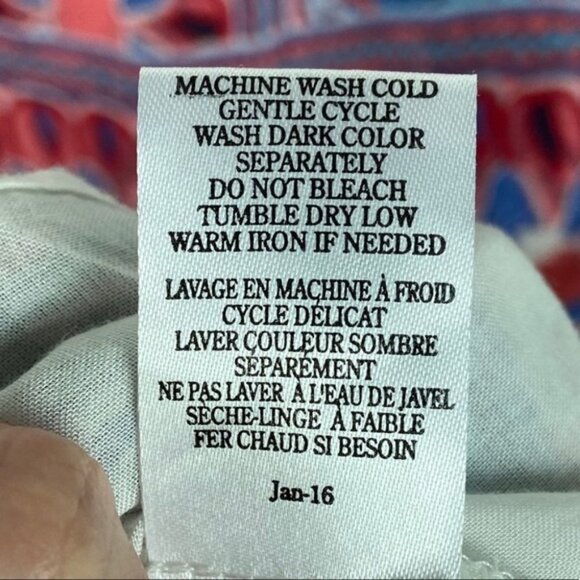 MACHINE WASH COLD
GENTLE CYCLE
WASH DARK COLOR
SEPARATELY
DO NOT BLEACH
TUMBLE DRY LOW
WARM IRON IF NEEDED
LAVAGE EN MACHINE À FROID
CYCLE DÉLICAT
LAVER COULEUR SOMBRE
SÉPARÉMENT
NE PAS LAVER À L'EAU DE JAVEL
SÈCHE-LINGE À FAIBLE
FER CHAUD SI BESOIN
Jan-16